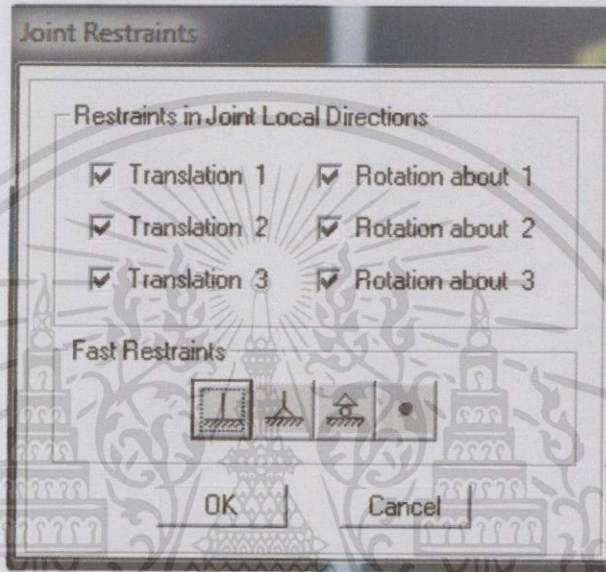 Joint Restraints
Restraints in Joint Local Directions
Translation 1 Rotation about 1
Translation 2 Rotation about 2
Translation 3 Rotation about 3
Fast Restraints
OK Cancel